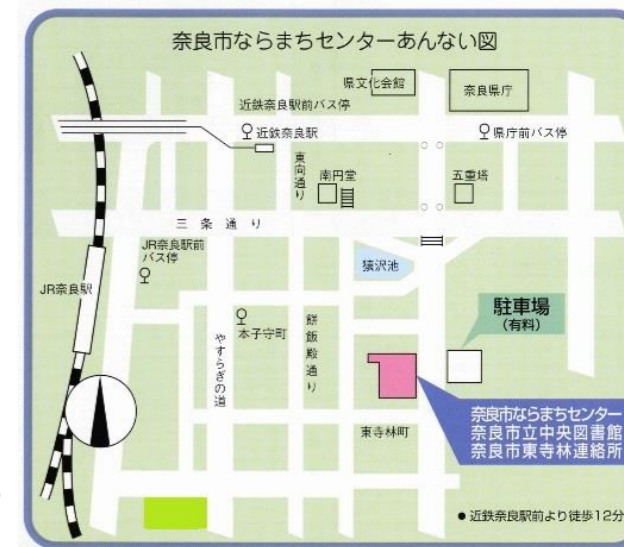 奈良市ならまちセンターあんない図
県文化会館
奈良県庁
近鉄奈良駅前バス停
近鉄奈良駅
県庁前バス停
東向通り
南円堂
五重塔
三条通り
JR奈良駅前
バス停
猿沢池
JR奈良駅
駐車場
(有料)
本子守町
餅飯殿通り
やすらぎの道
東寺林町
奈良市ならまちセンター
奈良市立中央図書館
奈良市東寺林連絡所
●近鉄奈良駅前より徒歩12分